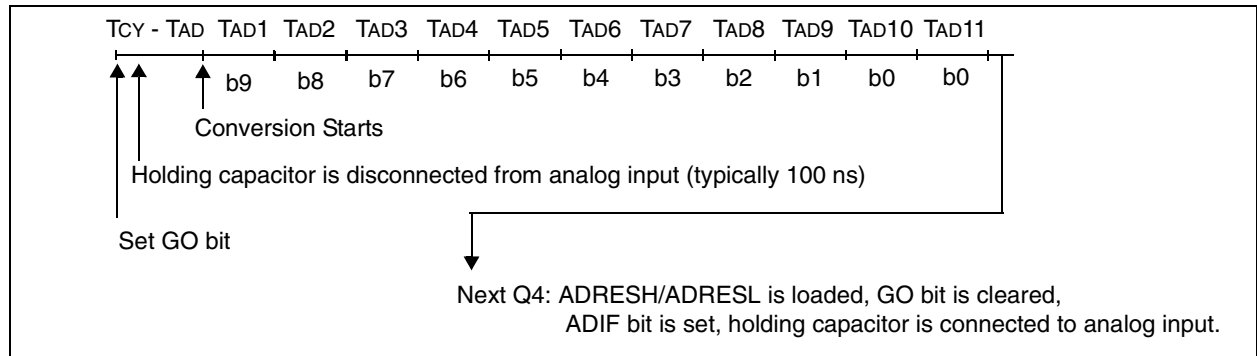 TCY - TAD TAD1 TAD2 TAD3 TAD4 TAD5 TAD6 TAD7 TAD8 TAD9 TAD10 TAD11
b9 b8 b7 b6 b5 b4 b3 b2 b1 b0 b0
Conversion Starts
Holding capacitor is disconnected from analog input (typically 100 ns)
Set GO bit
Next Q4: ADRESH/ADRESL is loaded, GO bit is cleared,
ADIF bit is set, holding capacitor is connected to analog input.